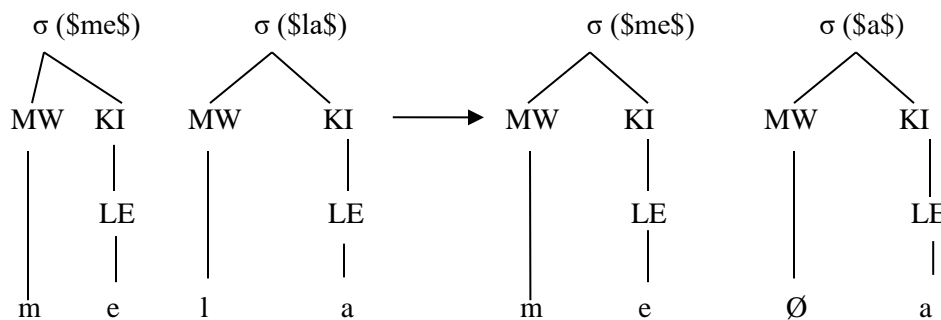 σ ($me$) σ ($la$) σ ($me$) σ ($a$)
MW KI MW KI MW KI MW KI
LE LE LE LE
m e l a m e Ø a